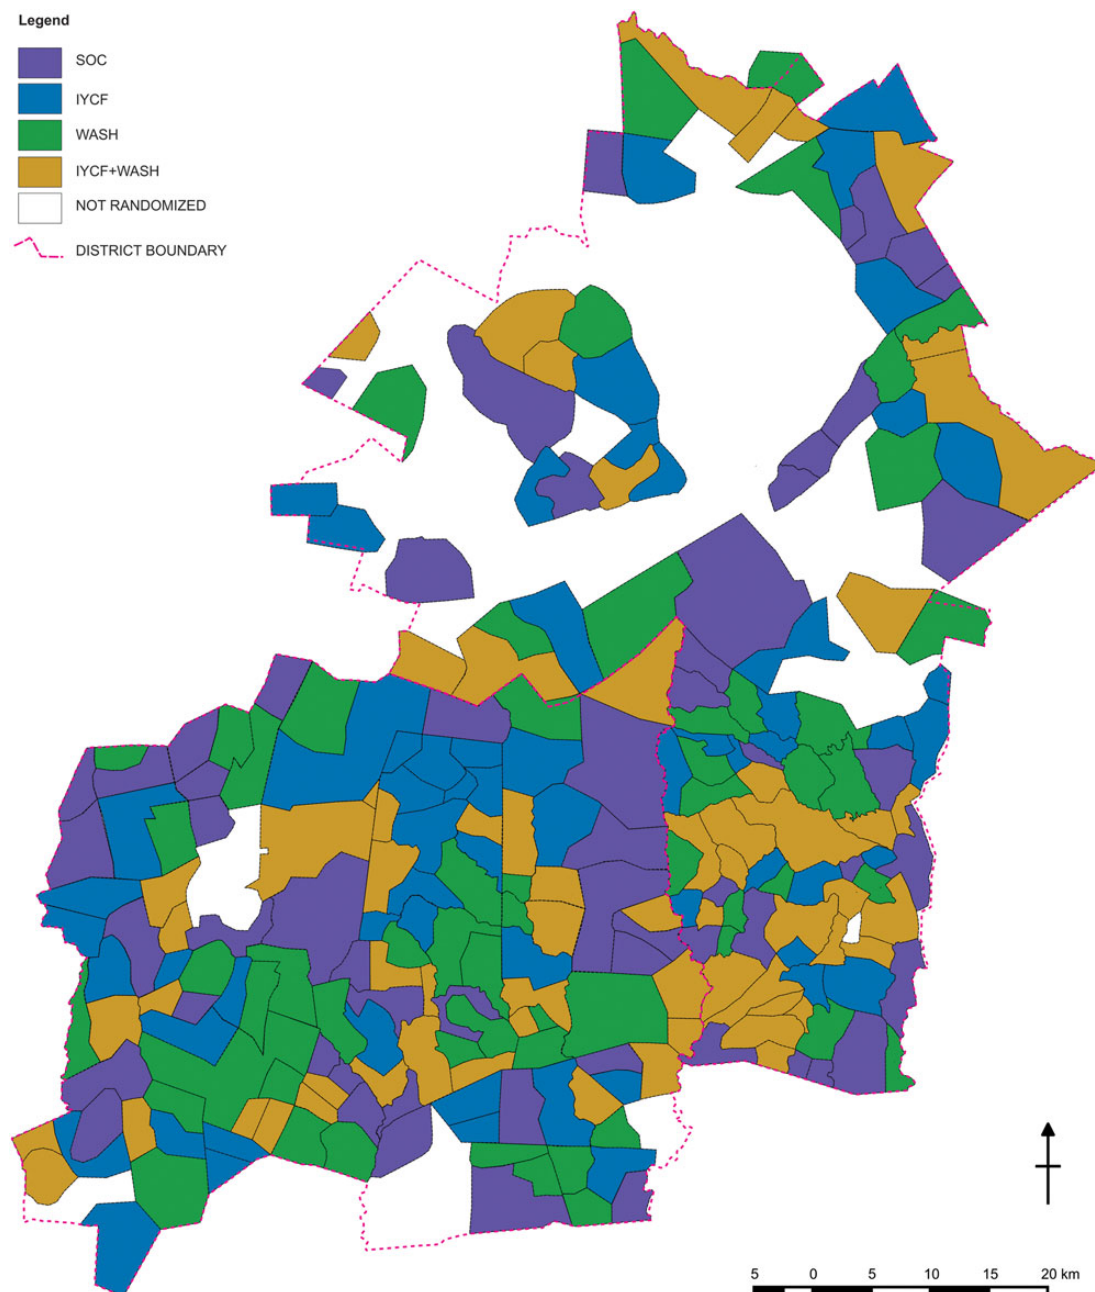 Legend
SOC
IYCF
WASH
IYCF+WASH
NOT RANDOMIZED
DISTRICT BOUNDARY
5 0 5 10 15 20 km